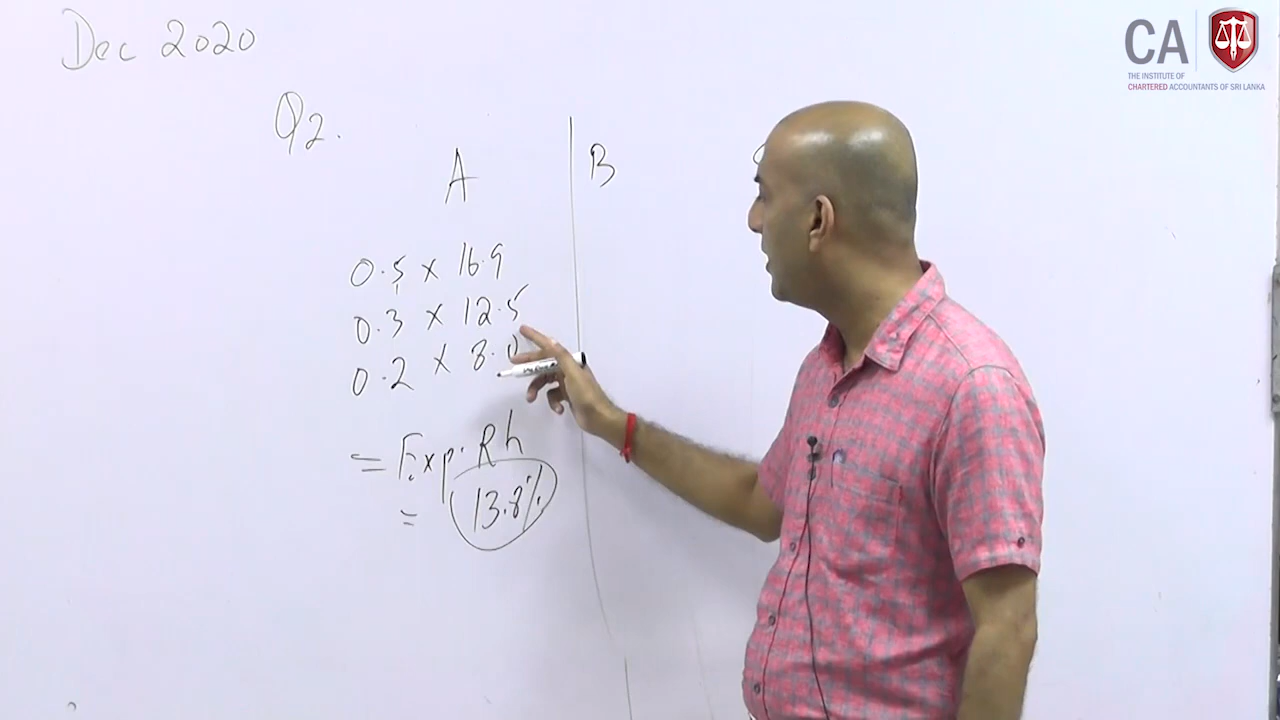 Dec 2020
CA
THE INSTITUTE OF
CHARTERED ACCOUNTANTS OF SRI LANKA
Q2.
A
B
0.5 x 16.9
0.3 x 12.5
0.2 x 8.0
= Exp. Rh
= 13.8%